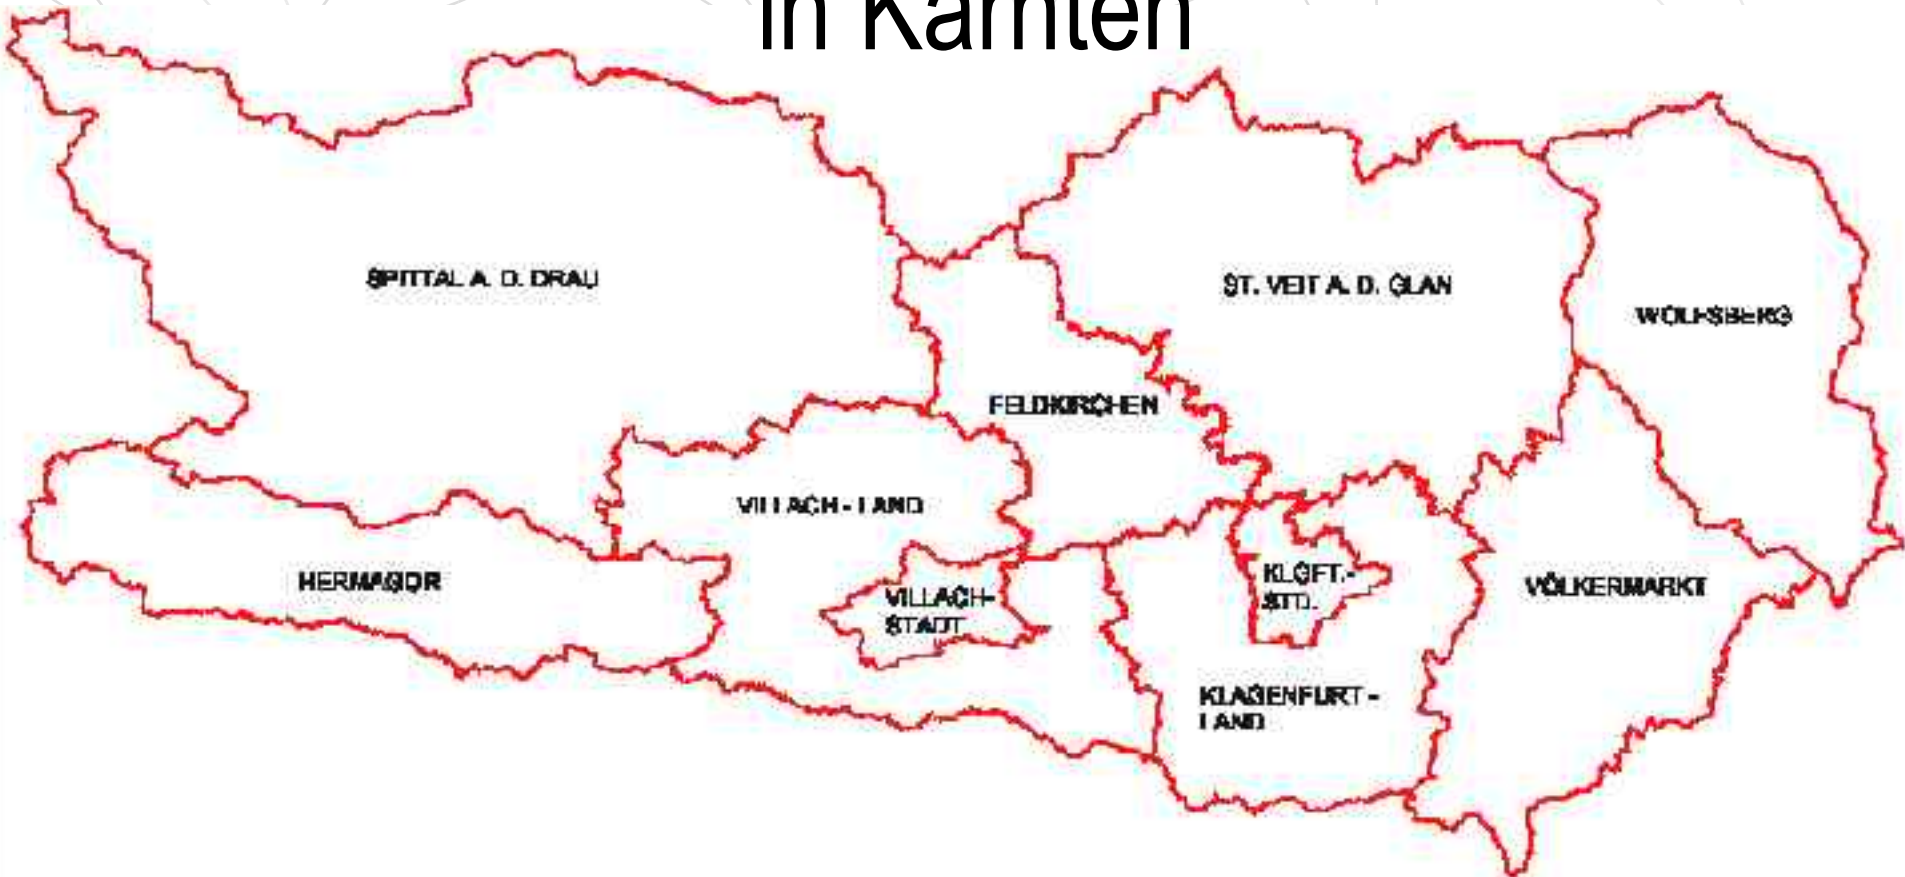 in Kärnten
SPITTAL A. D. DRAU
ST. VEIT A. D. GLAN
WOLFSBERG
FELDKIRCHEN
VILLACH - LAND
HERMAGOR
VILLACH-
STADT
KLGFT.-
STD.
VÖLKERMARKT
KLAGENFURT -
LAND